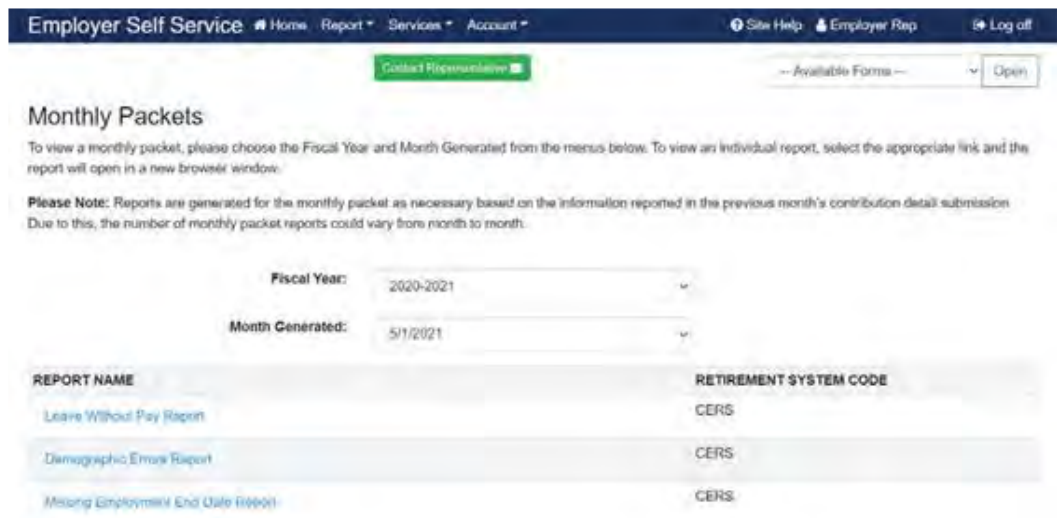 Employer Self Service Home Report Services Account Site Help Employer Rep Log off
Contact Representative -- Available Forms -- Open
Monthly Packets
To view a monthly packet, please choose the Fiscal Year and Month Generated from the menus below. To view an individual report, select the appropriate link and the
report will open in a new browser window.
Please Note: Reports are generated for the monthly packet as necessary based on the information reported in the previous month's contribution detail submission.
Due to this, the number of monthly packet reports could vary from month to month.
Fiscal Year: 2020-2021
Month Generated: 5/1/2021
REPORT NAME RETIREMENT SYSTEM CODE
Leave Without Pay Report CERS
Demographic Errors Report CERS
Missing Employment End Date Report CERS